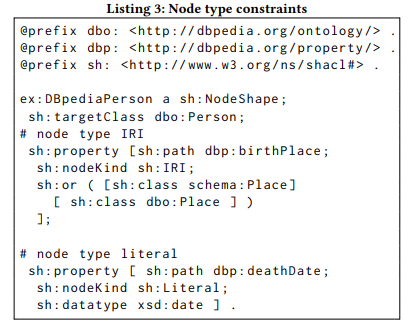 Listing 3: Node type constraints
@prefix dbo: <http://dbpedia.org/ontology/> .
@prefix dbp: <http://dbpedia.org/property/> .
@prefix sh: <http://www.w3.org/ns/shacl#> .
ex:DBpediaPerson a sh:NodeShape;
sh:targetClass dbo:Person;
# node type IRI
sh:property [sh:path dbp:birthPlace;
sh:nodeKind sh:IRI;
sh:or ( [sh:class schema:Place]
[ sh:class dbo:Place ] )
];
# node type literal
sh:property [ sh:path dbp:deathDate;
sh:nodeKind sh:Literal;
sh:datatype xsd:date ] .